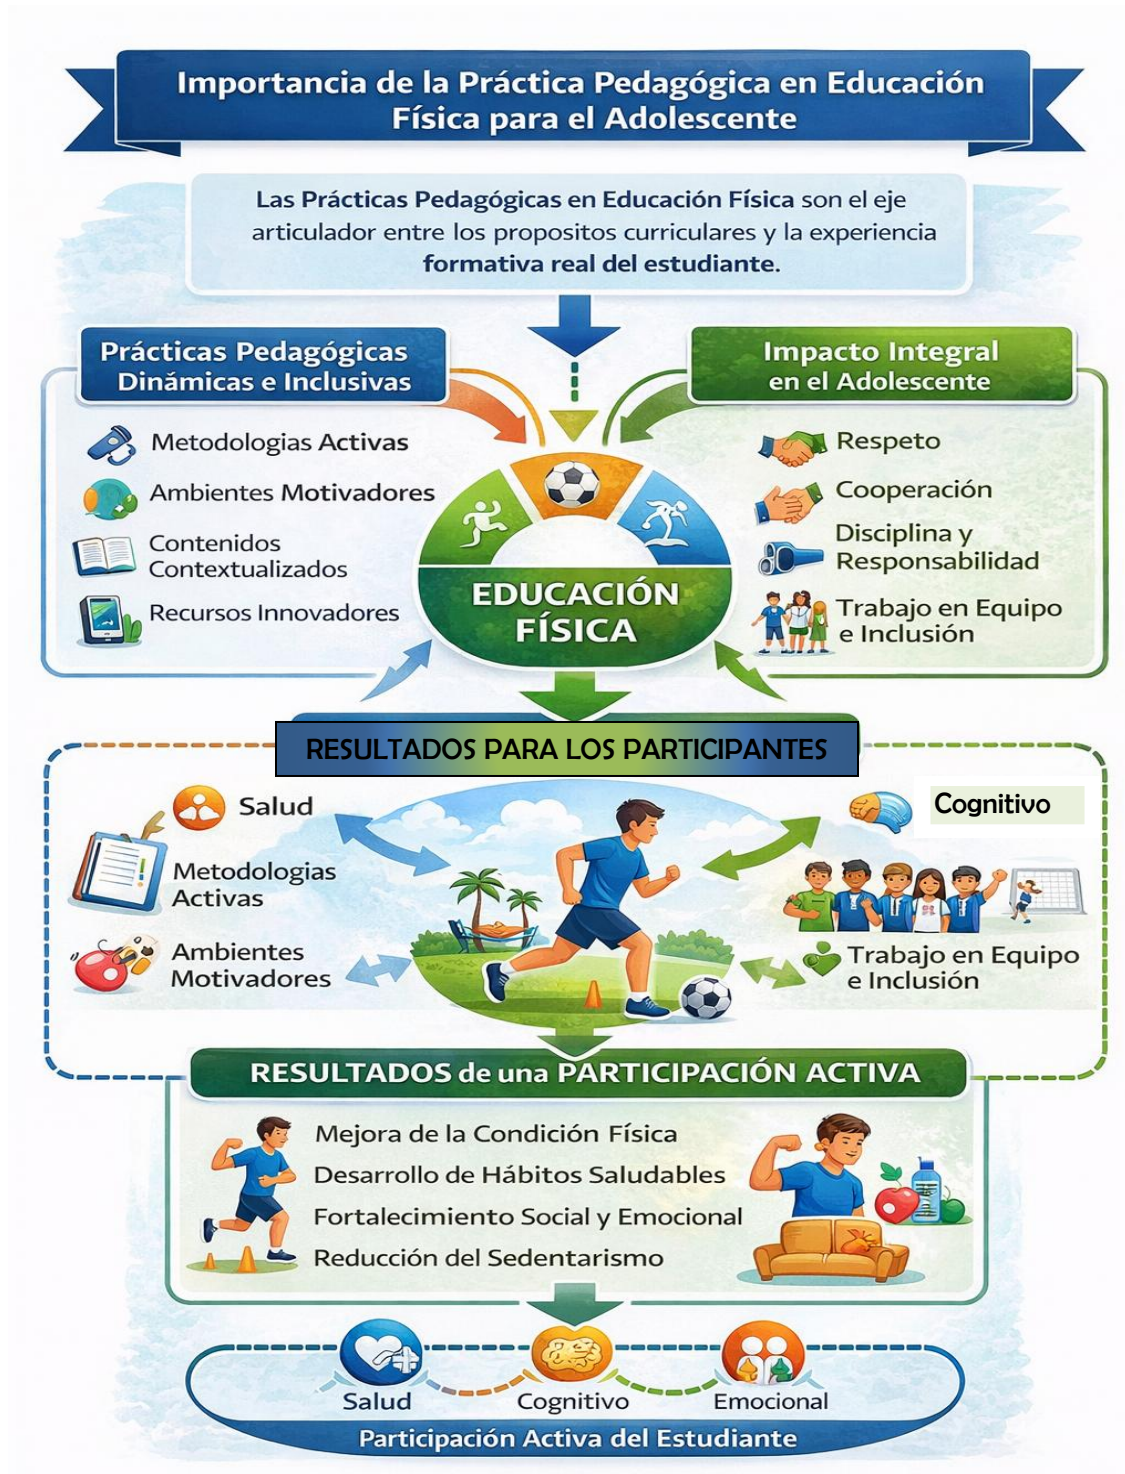 Importancia de la Práctica Pedagógica en Educación
Física para el Adolescente
Las Prácticas Pedagógicas en Educación Física son el eje
articulador entre los propositos curriculares y la experiencia
formativa real del estudiante.
Prácticas Pedagógicas
Dinámicas e Inclusivas
Metodologias Activas
Ambientes Motivadores
Contenidos
Contextualizados
Recursos Innovadores
EDUCACIÓN
FÍSICA
Impacto Integral
en el Adolescente
Respeto
Cooperación
Disciplina y
Responsabilidad
Trabajo en Equipo
e Inclusión
RESULTADOS PARA LOS PARTICIPANTES
Salud
Metodologias
Activas
Ambientes
Motivadores
Cognitivo
Trabajo en Equipo
e Inclusión
RESULTADOS de una PARTICIPACIÓN ACTIVA
Mejora de la Condición Física
Desarrollo de Hábitos Saludables
Fortalecimiento Social y Emocional
Reducción del Sedentarismo
Salud
Cognitivo
Emocional
Participación Activa del Estudiante